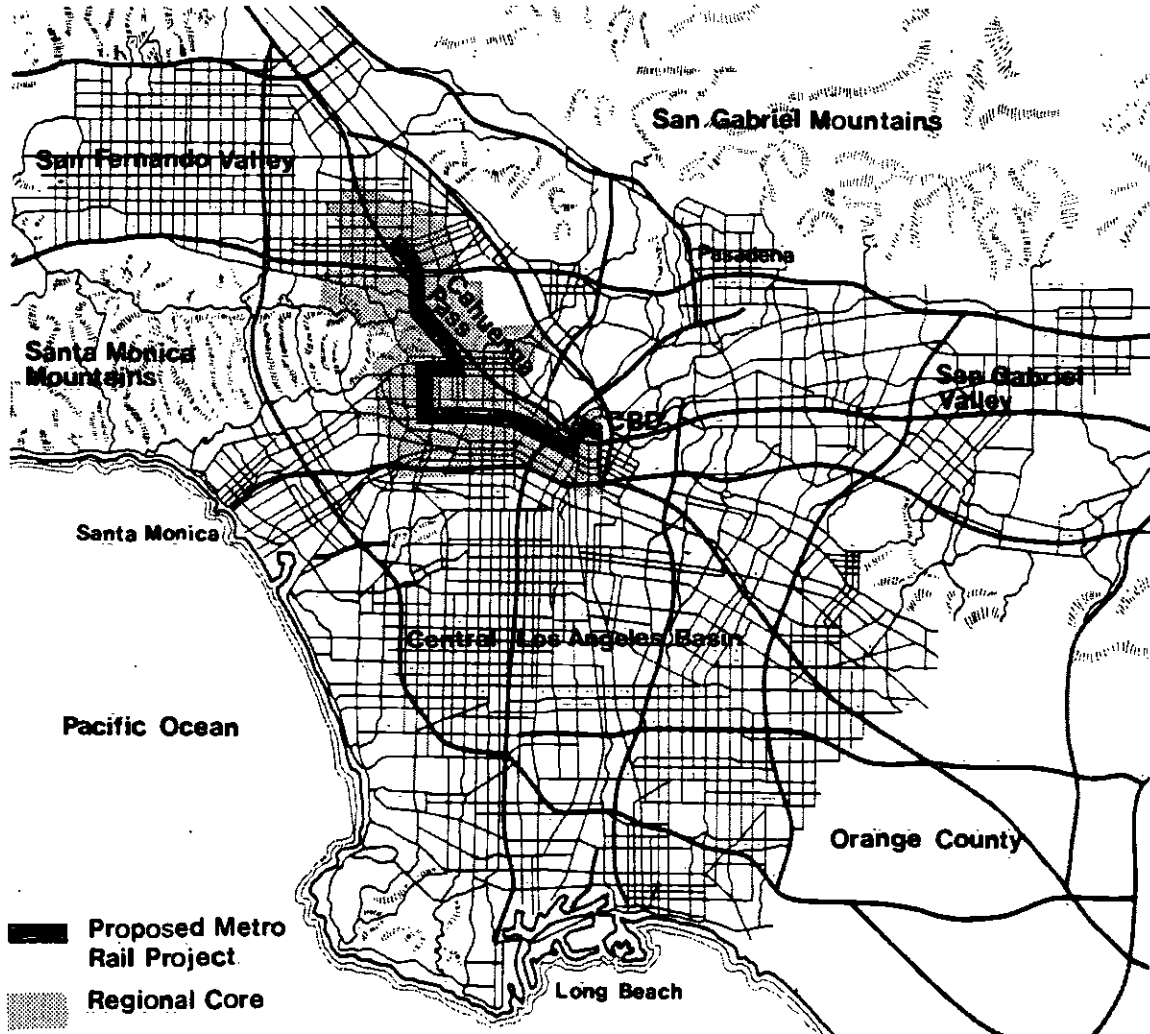 San Gabriel Mountains
San Fernando Valley
Pasadena
Cahuenga
Pass
Santa Monica
Mountains
San Gabriel
Valley
CBD
Santa Monica
Central Los Angeles Basin
Pacific Ocean
Orange County
Proposed Metro
Rail Project
Regional Core
Long Beach